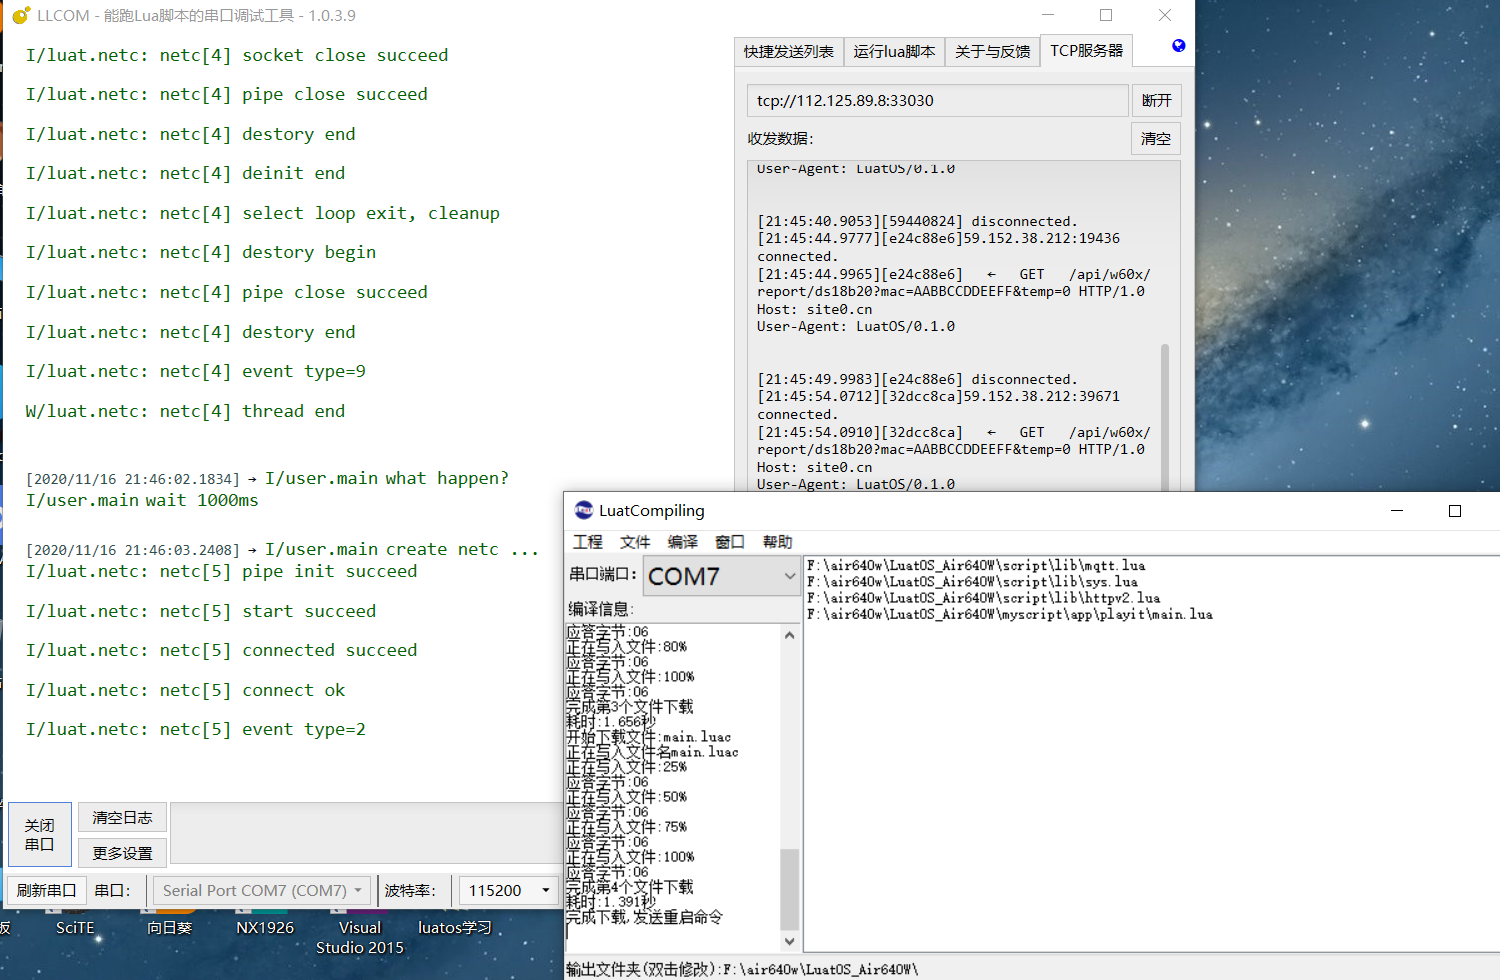 LLCOM - 能跑Lua脚本的串口调试工具 - 1.0.3.9
I/luat.netc: netc[4] socket close succeed
I/luat.netc: netc[4] pipe close succeed
I/luat.netc: netc[4] destory end
I/luat.netc: netc[4] deinit end
I/luat.netc: netc[4] select loop exit, cleanup
I/luat.netc: netc[4] destory begin
I/luat.netc: netc[4] pipe close succeed
I/luat.netc: netc[4] destory end
I/luat.netc: netc[4] event type=9
W/luat.netc: netc[4] thread end
[2020/11/16 21:46:02.1834] → I/user.main what happen?
I/user.main wait 1000ms
[2020/11/16 21:46:03.2408] → I/user.main create netc ...
I/luat.netc: netc[5] pipe init succeed
I/luat.netc: netc[5] start succeed
I/luat.netc: netc[5] connected succeed
I/luat.netc: netc[5] connect ok
I/luat.netc: netc[5] event type=2
关闭
串口
清空日志
更多设置
刷新串口 串口: Serial Port COM7 (COM7) 波特率: 115200
快捷发送列表 运行lua脚本 关于与反馈 TCP服务器
tcp://112.125.89.8:33030 断开
收发数据: 清空
User-Agent: LuatOS/0.1.0
[21:45:40.9053][59440824] disconnected.
[21:45:44.9777][e24c88e6]59.152.38.212:19436
connected.
[21:45:44.9965][e24c88e6] ← GET /api/w60x/
report/ds18b20?mac=AABBCCDDEEFF&temp=0 HTTP/1.0
Host: site0.cn
User-Agent: LuatOS/0.1.0
[21:45:49.9983][e24c88e6] disconnected.
[21:45:54.0712][32dcc8ca]59.152.38.212:39671
connected.
[21:45:54.0910][32dcc8ca] ← GET /api/w60x/
report/ds18b20?mac=AABBCCDDEEFF&temp=0 HTTP/1.0
Host: site0.cn
User-Agent: LuatOS/0.1.0
LuatCompiling
工程 文件 编译 窗口 帮助
串口端口: COM7
编译信息:
应答字节:06
正在写入文件:80%
应答字节:06
正在写入文件:100%
应答字节:06
完成第3个文件下载
耗时:1.656秒
开始下载文件:main.luac
正在写入文件名main.luac
正在写入文件:25%
应答字节:06
正在写入文件:50%
应答字节:06
正在写入文件:75%
应答字节:06
正在写入文件:100%
应答字节:06
完成第4个文件下载
耗时:1.391秒
完成下载,发送重启命令
F:\air640w\LuatOS_Air640W\script\lib\mqtt.lua
F:\air640w\LuatOS_Air640W\script\lib\sys.lua
F:\air640w\LuatOS_Air640W\script\lib\httpv2.lua
F:\air640w\LuatOS_Air640W\myscript\app\playit\main.lua
输出文件夹(双击修改):F:\air640w\LuatOS_Air640W\
板
SciTE
向日葵
NX1926
Visual
Studio 2015
luatos学习